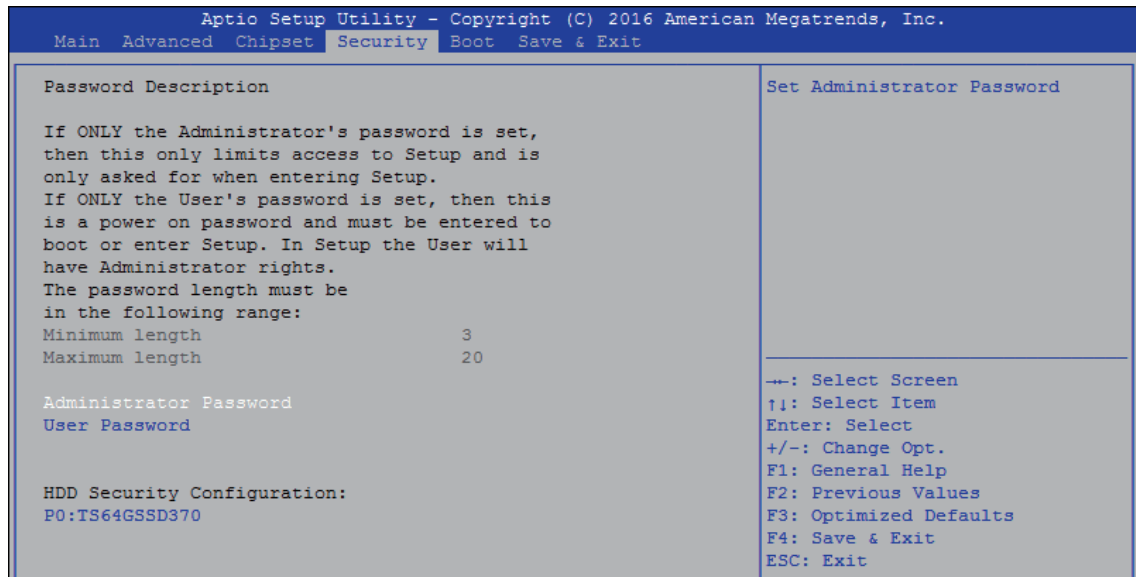 Aptio Setup Utility - Copyright (C) 2016 American Megatrends, Inc.
Main Advanced Chipset Security Boot Save & Exit
Password Description
If ONLY the Administrator's password is set,
then this only limits access to Setup and is
only asked for when entering Setup.
If ONLY the User's password is set, then this
is a power on password and must be entered to
boot or enter Setup. In Setup the User will
have Administrator rights.
The password length must be
in the following range:
Minimum length 3
Maximum length 20
Administrator Password
User Password
HDD Security Configuration:
P0:TS64GSSD370
Set Administrator Password
→←: Select Screen
↑↓: Select Item
Enter: Select
+/-: Change Opt.
F1: General Help
F2: Previous Values
F3: Optimized Defaults
F4: Save & Exit
ESC: Exit